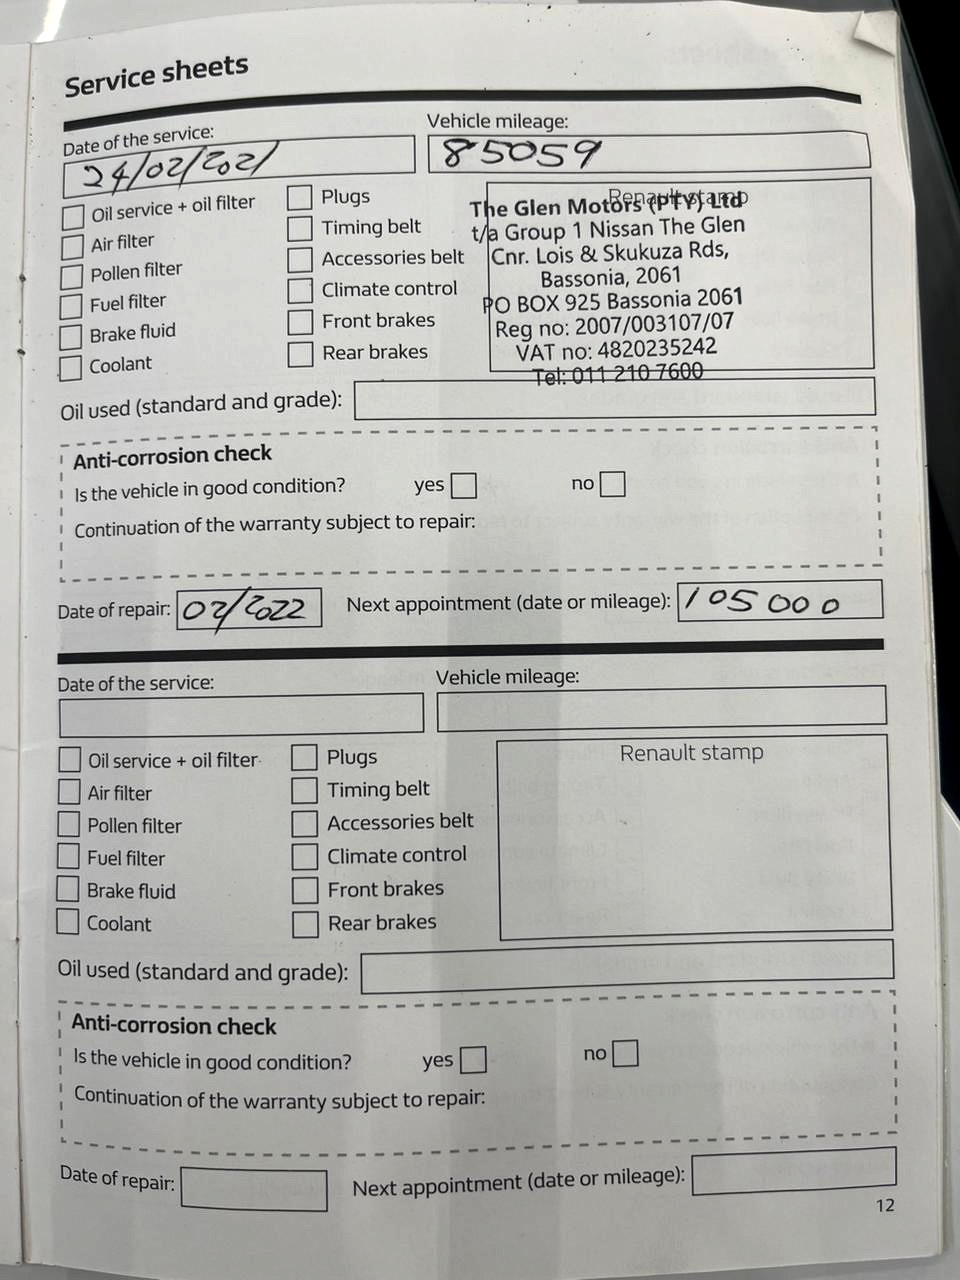 Service sheets
Date of the service:
Vehicle mileage:
24/02/2021
85059
Oil service + oil filter
Air filter
Pollen filter
Fuel filter
Brake fluid
Coolant
Plugs
Timing belt
Accessories belt
Climate control
Front brakes
Rear brakes
Renault stamp
The Glen Motors (PTY) Ltd
t/a Group 1 Nissan The Glen
Cnr. Lois & Skukuza Rds,
Bassonia, 2061
PO BOX 925 Bassonia 2061
Reg no: 2007/003107/07
VAT no: 4820235242
Tel: 011 210 7600
Oil used (standard and grade):
Anti-corrosion check
Is the vehicle in good condition? yes no
Continuation of the warranty subject to repair:
Date of repair: 02/2022 Next appointment (date or mileage): 105 000
Date of the service:
Vehicle mileage:
Oil service + oil filter
Air filter
Pollen filter
Fuel filter
Brake fluid
Coolant
Plugs
Timing belt
Accessories belt
Climate control
Front brakes
Rear brakes
Renault stamp
Oil used (standard and grade):
Anti-corrosion check
Is the vehicle in good condition? yes no
Continuation of the warranty subject to repair:
Date of repair: Next appointment (date or mileage):
12